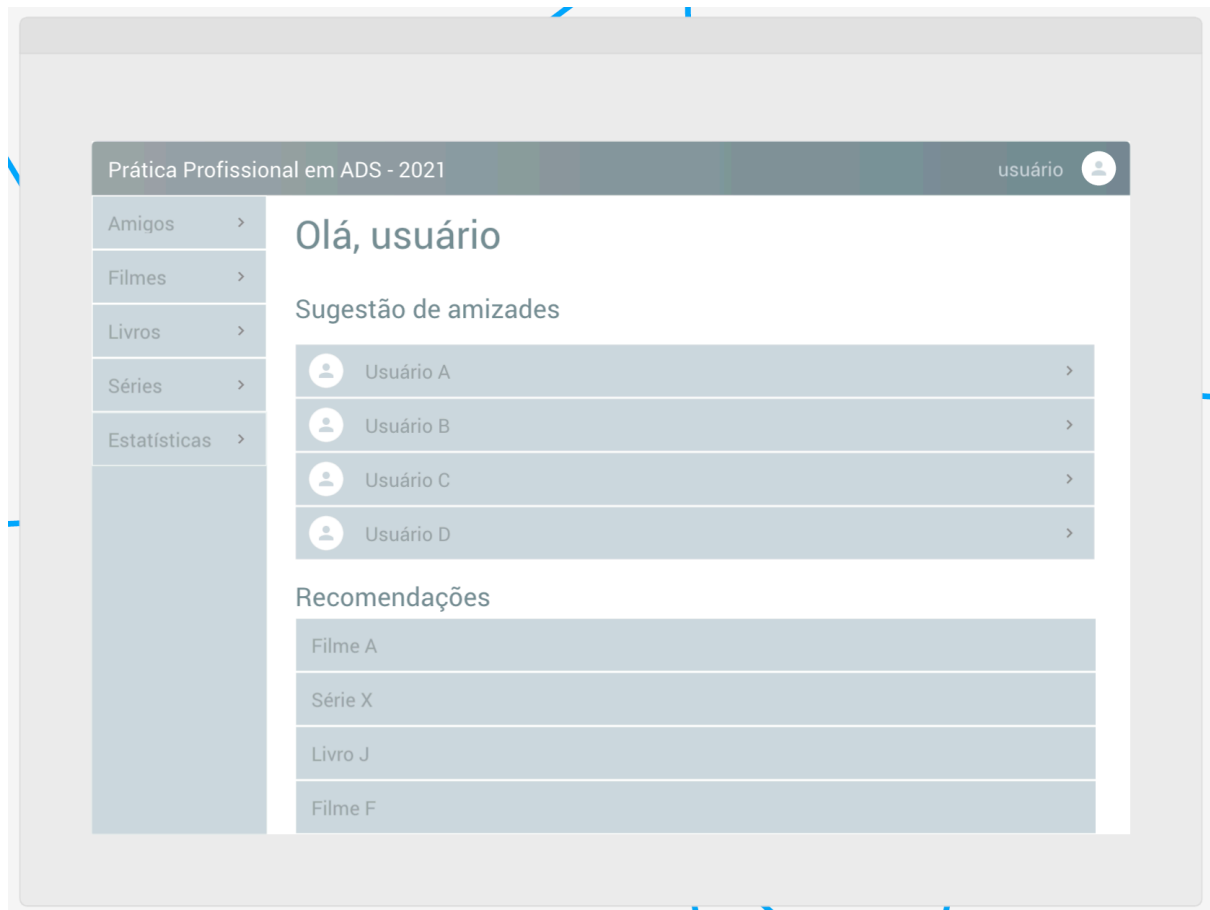 Prática Profissional em ADS - 2021
usuário
Amigos
Filmes
Livros
Séries
Estatísticas
Olá, usuário
Sugestão de amizades
Usuário A
Usuário B
Usuário C
Usuário D
Recomendações
Filme A
Série X
Livro J
Filme F